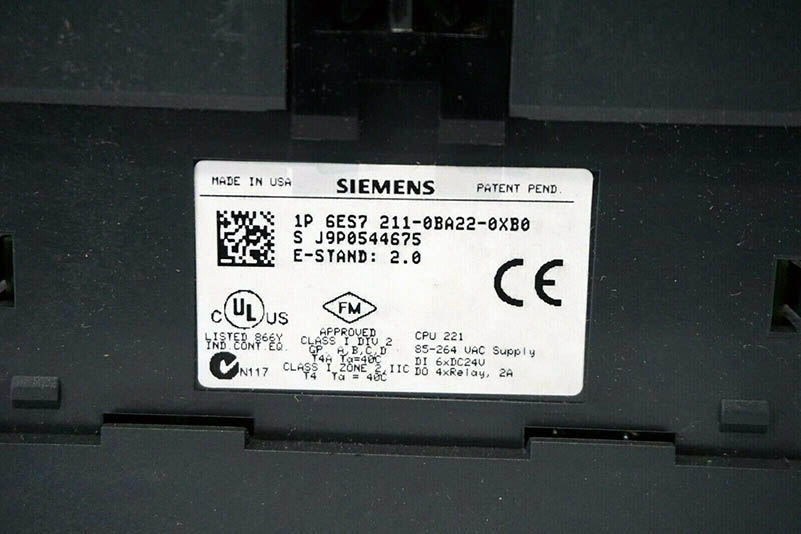 MADE IN USA SIEMENS PATENT PEND.
1P 6ES7 211-0BA22-0XB0
S J9P0544675
E-STAND: 2.0
CE
C UL US
LISTED 866Y
IND.CONT.EQ.
N117
FM
APPROVED
CLASS I DIV 2
GP A,B,C,D
T4A Ta=40C
CLASS I ZONE 2,IIC
T4 Ta = 40C
CPU 221
85-264 VAC Supply
DI 6xDC24V
DO 4xRelay, 2A